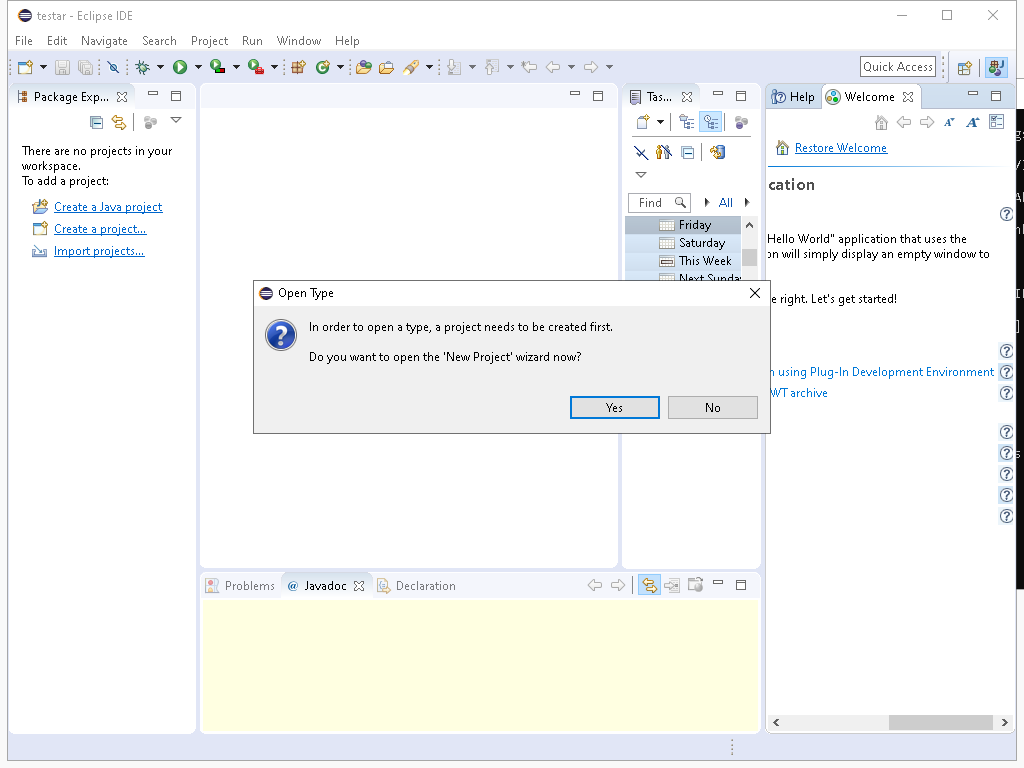 testar - Eclipse IDE
File Edit Navigate Search Project Run Window Help
Quick Access
Package Exp...
Tas...
Help
Welcome
There are no projects in your
workspace.
To add a project:
Create a Java project
Create a project...
Import projects...
Find
All
Friday
Saturday
This Week
Next Sunda
Restore Welcome
cation
Hello World" application that uses the
on will simply display an empty window to
e right. Let's get started!
n using Plug-In Development Environment
WT archive
Open Type
In order to open a type, a project needs to be created first.
Do you want to open the 'New Project' wizard now?
Yes
No
Problems
@ Javadoc
Declaration